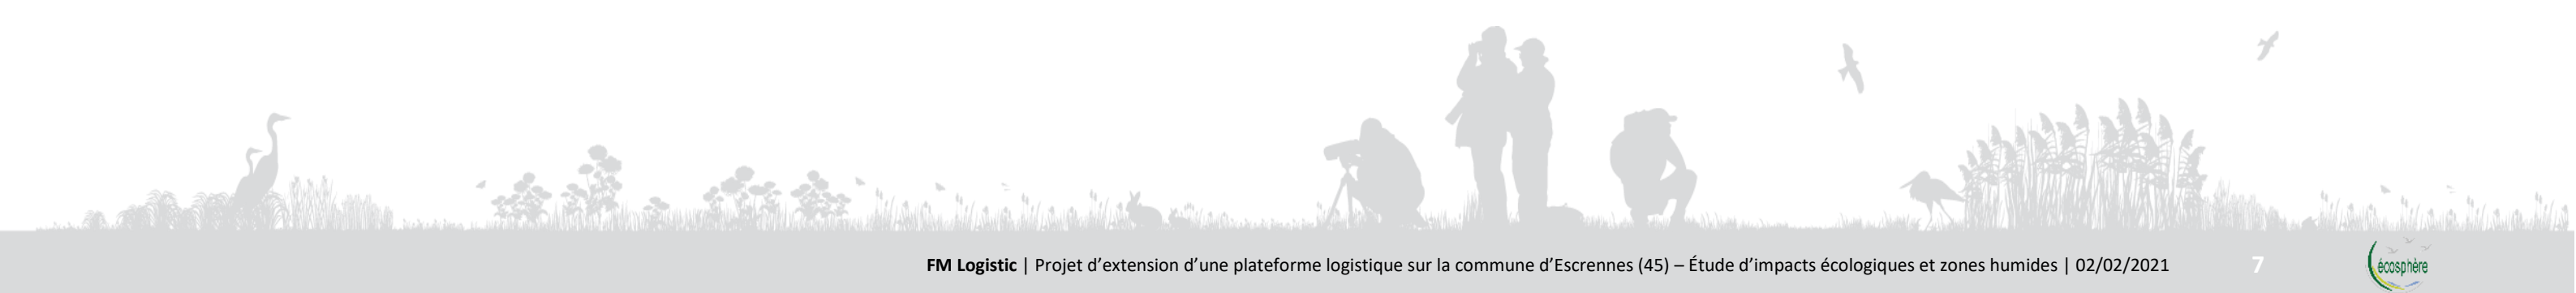 FM Logistic | Projet d’extension d’une plateforme logistique sur la commune d’Escrennes (45) – Étude d’impacts écologiques et zones humides | 02/02/2021 7
écosphère